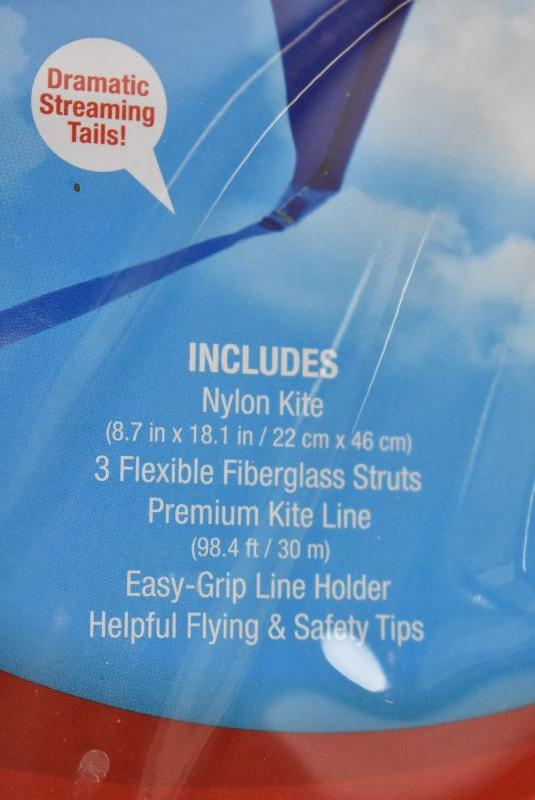 Dramatic
Streaming
Tails!
INCLUDES
Nylon Kite
(8.7 in x 18.1 in / 22 cm x 46 cm)
3 Flexible Fiberglass Struts
Premium Kite Line
(98.4 ft / 30 m)
Easy-Grip Line Holder
Helpful Flying & Safety Tips